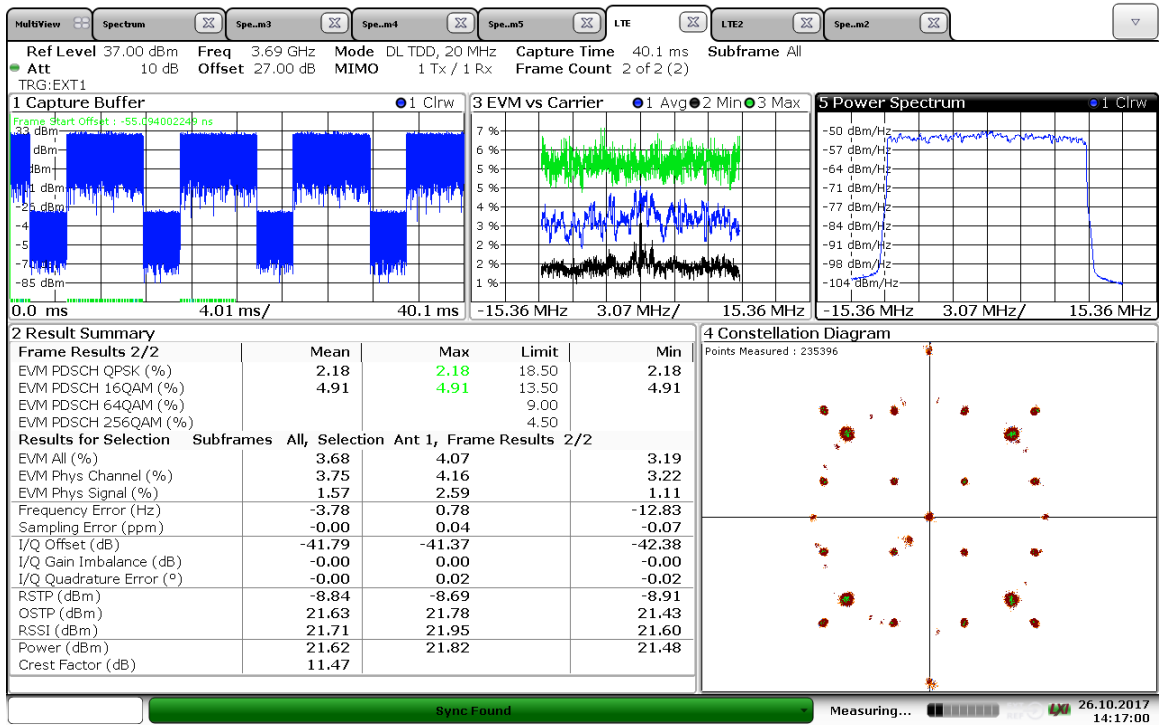 MultiView Spectrum Spe..m3 Spe..m4 Spe..m5 LTE LTE2 Spe..m2
Ref Level 37.00 dBm Freq 3.69 GHz Mode DL TDD, 20 MHz Capture Time 40.1 ms Subframe All
Att 10 dB Offset 27.00 dB MIMO 1 Tx / 1 Rx Frame Count 2 of 2 (2)
TRG:EXT1
1 Capture Buffer 1 Clrw
Frame Start Offset : -55.094002249 ns
33 dBm
dBm
dBm
dBm
-25 dBm
-85 dBm
0.0 ms 4.01 ms/ 40.1 ms
3 EVM vs Carrier 1 Avg 2 Min 3 Max
7 %
6 %
5 %
5 %
4 %
3 %
2 %
2 %
1 %
-15.36 MHz 3.07 MHz/ 15.36 MHz
5 Power Spectrum 1 Clrw
-50 dBm/Hz
-57 dBm/Hz
-64 dBm/Hz
-71 dBm/Hz
-77 dBm/Hz
-84 dBm/Hz
-91 dBm/Hz
-98 dBm/Hz
-104 dBm/Hz
-15.36 MHz 3.07 MHz/ 15.36 MHz
2 Result Summary
Frame Results 2/2 Mean Max Limit Min
EVM PDSCH QPSK (%) 2.18 2.18 18.50 2.18
EVM PDSCH 16QAM (%) 4.91 4.91 13.50 4.91
EVM PDSCH 64QAM (%) 9.00
EVM PDSCH 256QAM (%) 4.50
Results for Selection Subframes All, Selection Ant 1, Frame Results 2/2
EVM All (%) 3.68 4.07 3.19
EVM Phys Channel (%) 3.75 4.16 3.22
EVM Phys Signal (%) 1.57 2.59 1.11
Frequency Error (Hz) -3.78 0.78 -12.83
Sampling Error (ppm) -0.00 0.04 -0.07
I/Q Offset (dB) -41.79 -41.37 -42.38
I/Q Gain Imbalance (dB) -0.00 0.00 -0.00
I/Q Quadrature Error (°) -0.00 0.02 -0.02
RSTP (dBm) -8.84 -8.69 -8.91
OSTP (dBm) 21.63 21.78 21.43
RSSI (dBm) 21.71 21.95 21.60
Power (dBm) 21.62 21.82 21.48
Crest Factor (dB) 11.47
4 Constellation Diagram
Points Measured : 235396
Sync Found
Measuring... LXI 26.10.2017
14:17:00